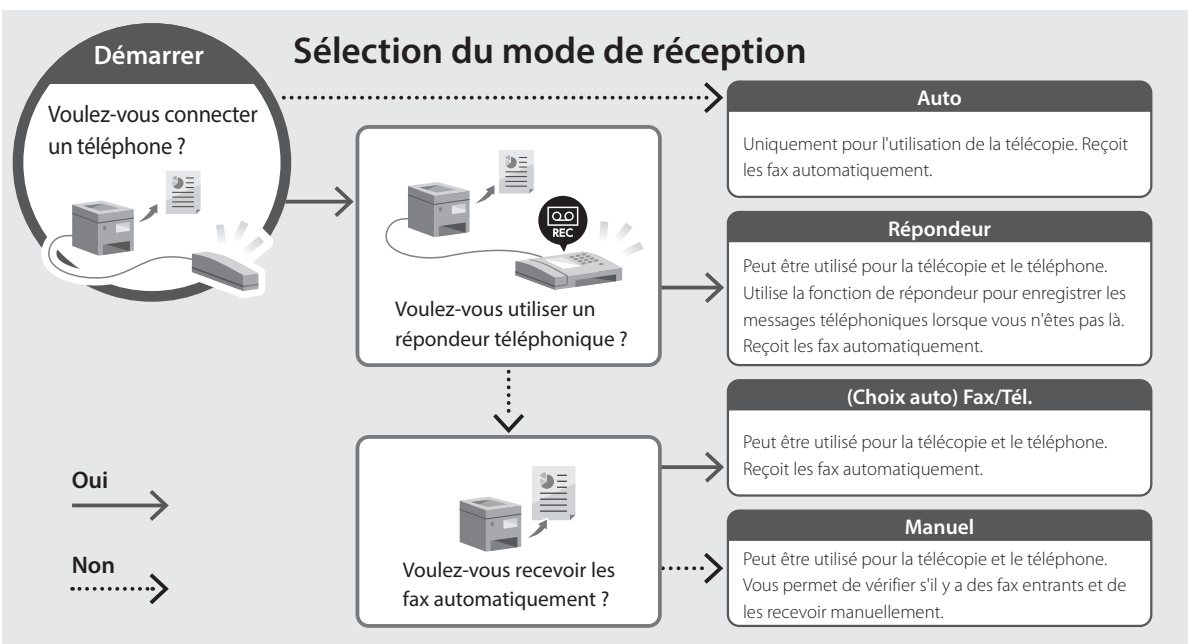 Sélection du mode de réception
Démarrer
Voulez-vous connecter
un téléphone ?
REC
Voulez-vous utiliser un
répondeur téléphonique ?
Voulez-vous recevoir les
fax automatiquement ?
Auto
Uniquement pour l'utilisation de la télécopie. Reçoit
les fax automatiquement.
Répondeur
Peut être utilisé pour la télécopie et le téléphone.
Utilise la fonction de répondeur pour enregistrer les
messages téléphoniques lorsque vous n'êtes pas là.
Reçoit les fax automatiquement.
(Choix auto) Fax/Tél.
Peut être utilisé pour la télécopie et le téléphone.
Reçoit les fax automatiquement.
Manuel
Peut être utilisé pour la télécopie et le téléphone.
Vous permet de vérifier s'il y a des fax entrants et de
les recevoir manuellement.
Oui
Non